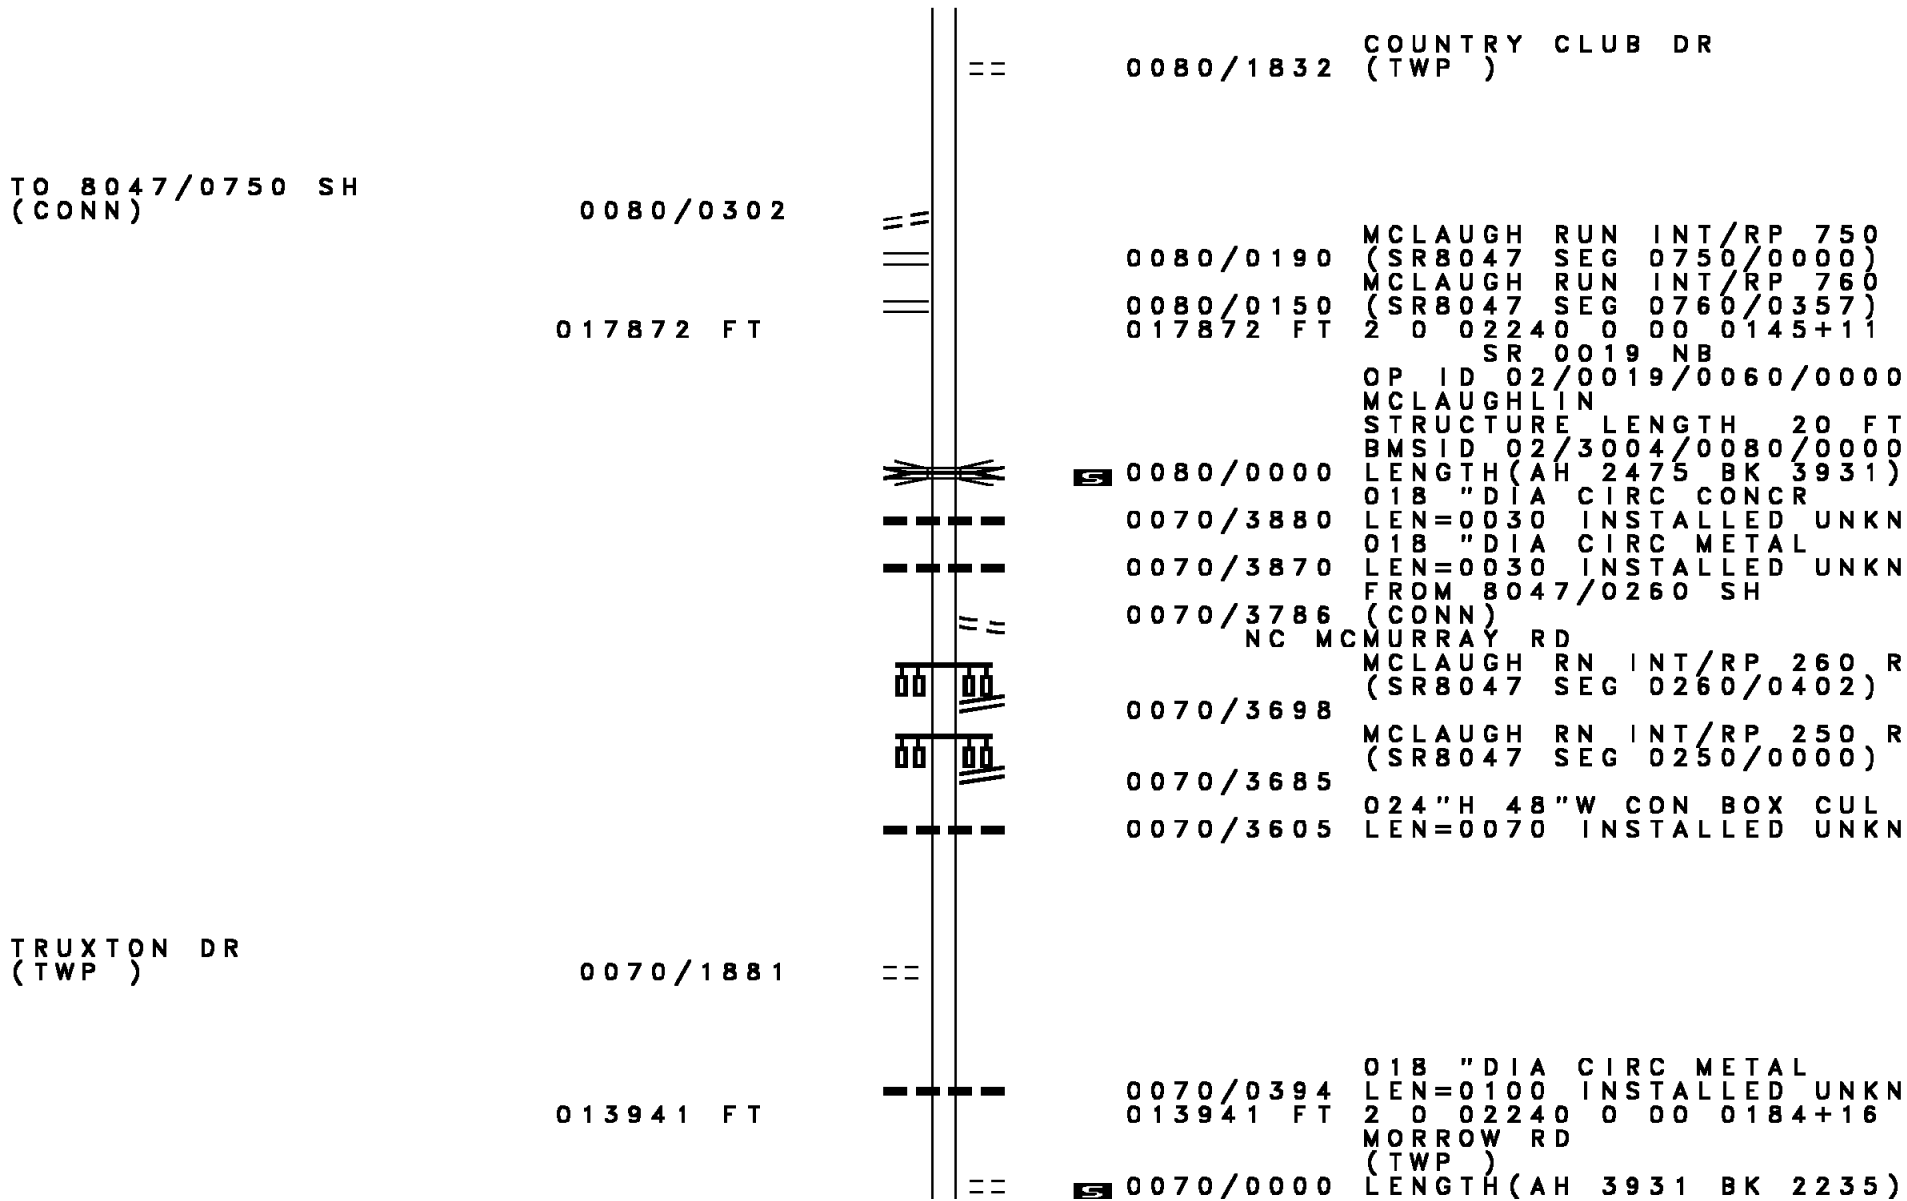 COUNTRY CLUB DR
0080/1832 (TWP )
TO 8047/0750 SH
(CONN) 0080/0302
MCLAUGH RUN INT/RP 750
0080/0190 (SR8047 SEG 0750/0000)
MCLAUGH RUN INT/RP 760
0080/0150 (SR8047 SEG 0760/0357)
017872 FT 017872 FT 2 0 02240 0 00 0145+11
SR 0019 NB
OP ID 02/0019/0060/0000
MCLAUGHLIN
STRUCTURE LENGTH 20 FT
BMSID 02/3004/0080/0000
S 0080/0000 LENGTH(AH 2475 BK 3931)
018 "DIA CIRC CONCR
0070/3880 LEN=0030 INSTALLED UNKN
018 "DIA CIRC METAL
0070/3870 LEN=0030 INSTALLED UNKN
FROM 8047/0260 SH
0070/3786 (CONN)
NC MCMURRAY RD
MCLAUGH RN INT/RP 260 R
(SR8047 SEG 0260/0402)
0070/3698
MCLAUGH RN INT/RP 250 R
(SR8047 SEG 0250/0000)
0070/3685
024"H 48"W CON BOX CUL
0070/3605 LEN=0070 INSTALLED UNKN
TRUXTON DR
(TWP ) 0070/1881
018 "DIA CIRC METAL
0070/0394 LEN=0100 INSTALLED UNKN
013941 FT 013941 FT 2 0 02240 0 00 0184+16
MORROW RD
(TWP )
S 0070/0000 LENGTH(AH 3931 BK 2235)